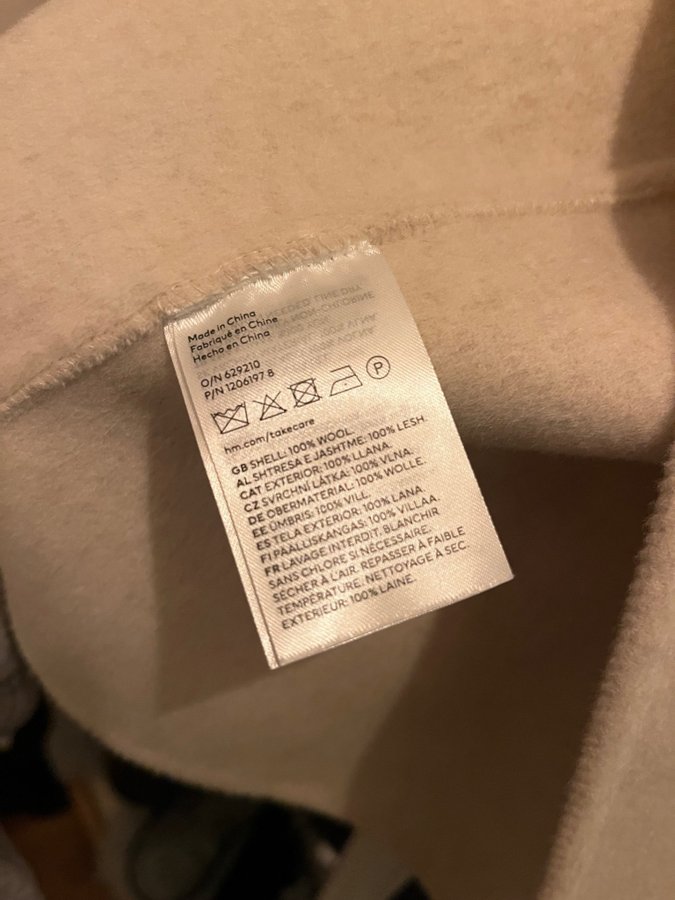 Made in China
Fabriqué en Chine
Hecho en China
O/N 629210
P/N 1206197 8
P
hm.com/takecare
GB SHELL: 100% WOOL.
AL SHTRESA E JASHTME: 100% LESH.
CAT EXTERIOR: 100% LLANA.
CZ SVRCHNÍ LÁTKA: 100% VLNA.
DE OBERMATERIAL: 100% WOLLE.
EE ÜMBRIS: 100% VILL.
ES TELA EXTERIOR: 100% LANA.
FI PÄÄLLISKANGAS: 100% VILLAA.
FR LAVAGE INTERDIT. BLANCHIR
SANS CHLORE SI NÉCESSAIRE.
SÉCHER À L'AIR. REPASSER À FAIBLE
TEMPÉRATURE. NETTOYAGE À SEC.
EXTERIEUR: 100% LAINE.